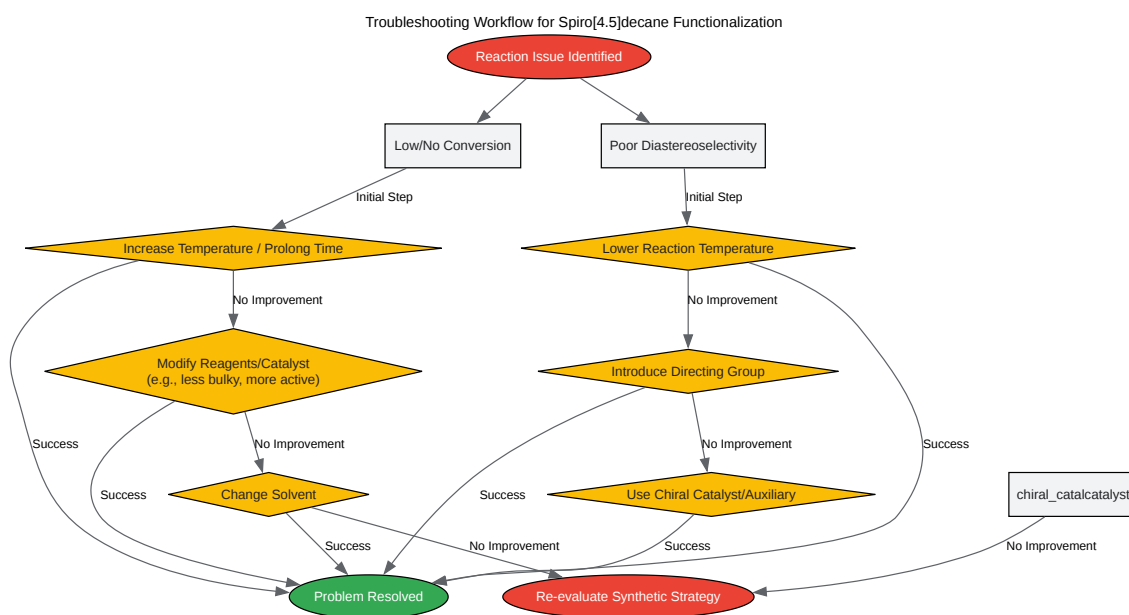 Troubleshooting Workflow for Spiro[4.5]decane Functionalization
Reaction Issue Identified
Low/No Conversion
Poor Diastereoselectivity
Initial Step
Initial Step
Increase Temperature / Prolong Time
Lower Reaction Temperature
No Improvement
No Improvement
Modify Reagents/Catalyst
(e.g., less bulky, more active)
Introduce Directing Group
Success
No Improvement
No Improvement
Success
Success
Success
Change Solvent
Use Chiral Catalyst/Auxiliary
chiral_catalcatalyst
Success
No Improvement
Success
No Improvement
Problem Resolved
Re-evaluate Synthetic Strategy